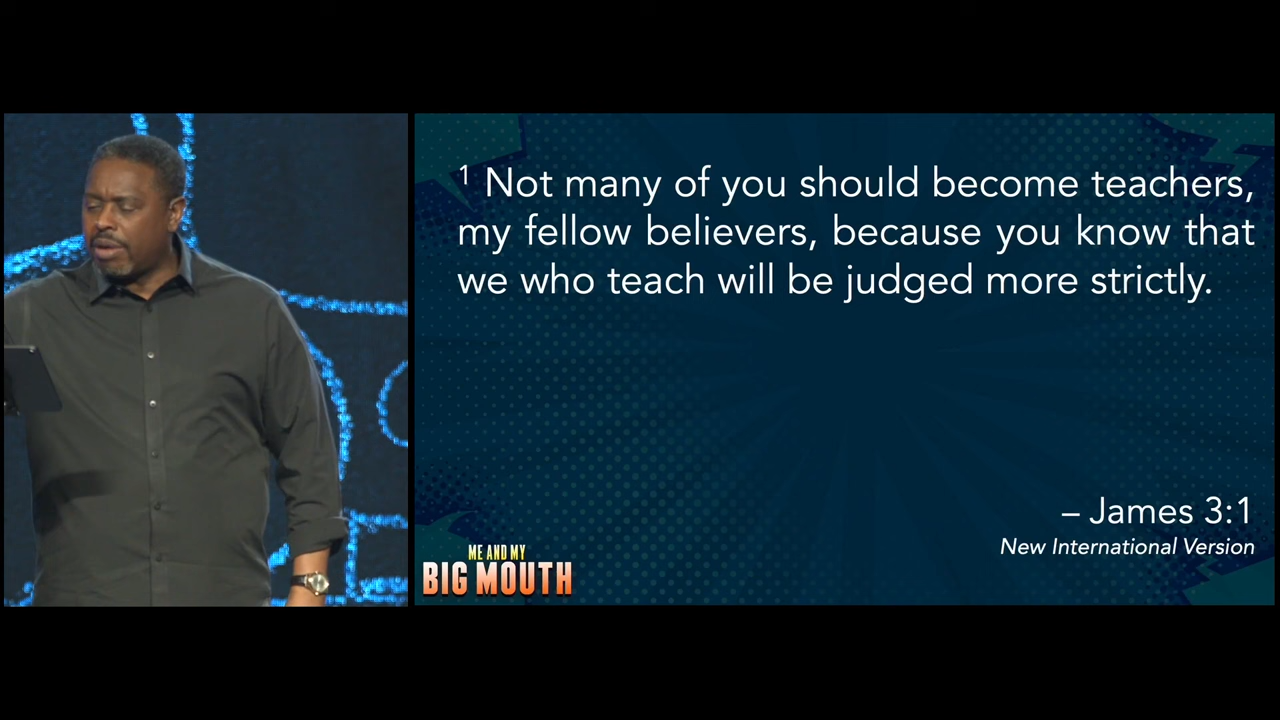 ¹ Not many of you should become teachers,
my fellow believers, because you know that
we who teach will be judged more strictly.
– James 3:1
New International Version
ME AND MY
BIG MOUTH